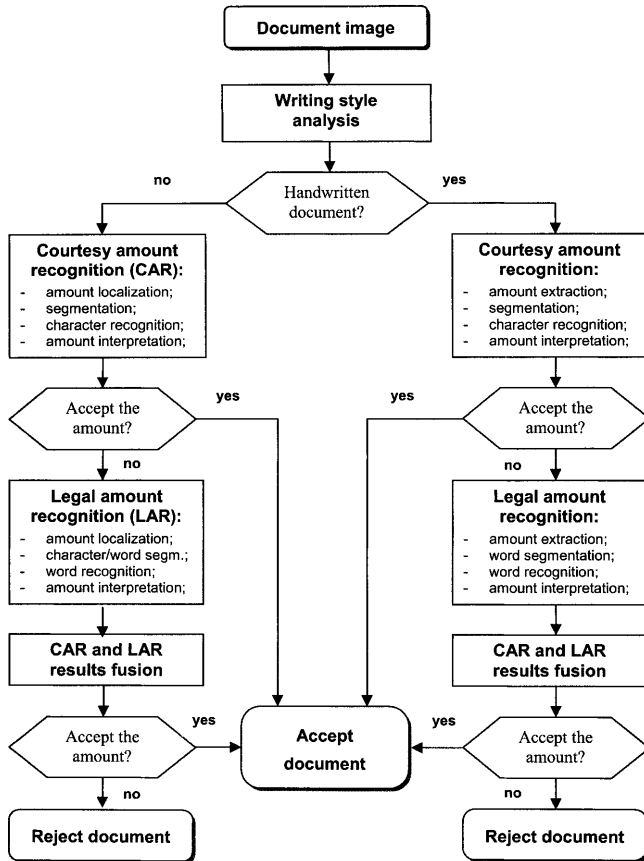 Document image
Writing style
analysis
no
Handwritten
document?
yes
Courtesy amount
recognition (CAR):
- amount localization;
- segmentation;
- character recognition;
- amount interpretation;
Courtesy amount
recognition:
- amount extraction;
- segmentation;
- character recognition;
- amount interpretation;
Accept the
amount?
yes
no
yes
Accept the
amount?
no
Legal amount
recognition (LAR):
- amount localization;
- character/word segm.;
- word recognition;
- amount interpretation;
Legal amount
recognition:
- amount extraction;
- word segmentation;
- word recognition;
- amount interpretation;
CAR and LAR
results fusion
CAR and LAR
results fusion
Accept the
amount?
yes
no
Accept
document
yes
Accept the
amount?
no
Reject document
Reject document